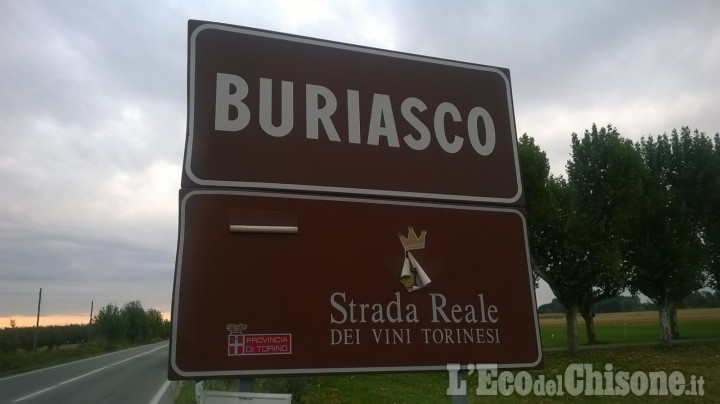 BURIASCO
Strada Reale
DEI VINI TORINESI
PROVINCIA
DI TORINO
L'EcodelChisone.it